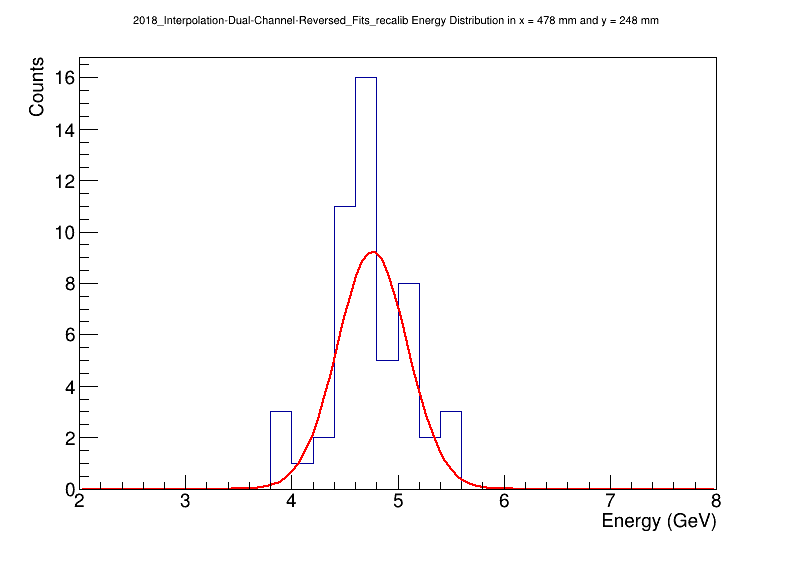 2018_Interpolation-Dual-Channel-Reversed_Fits_recalib Energy Distribution in x = 478 mm and y = 248 mm
Counts
16
14
12
10
8
6
4
2
0
2 3 4 5 6 7 8
Energy (GeV)